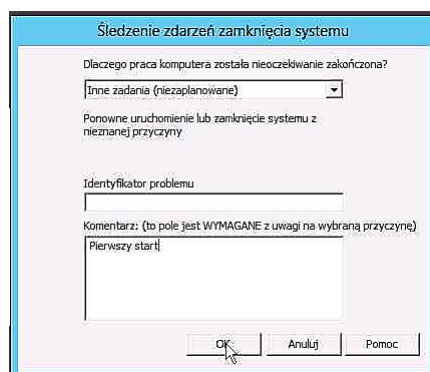 Śledzenie zdarzeń zamknięcia systemu
Dlaczego praca komputera została nieoczekiwanie zakończona?
Inne zadania (niezaplanowane)
Ponowne uruchomienie lub zamknięcie systemu z
nieznanej przyczyny
Identyfikator problemu
Komentarz: (to pole jest WYMAGANE z uwagi na wybraną przyczynę)
Pierwszy start
OK Anuluj Pomoc